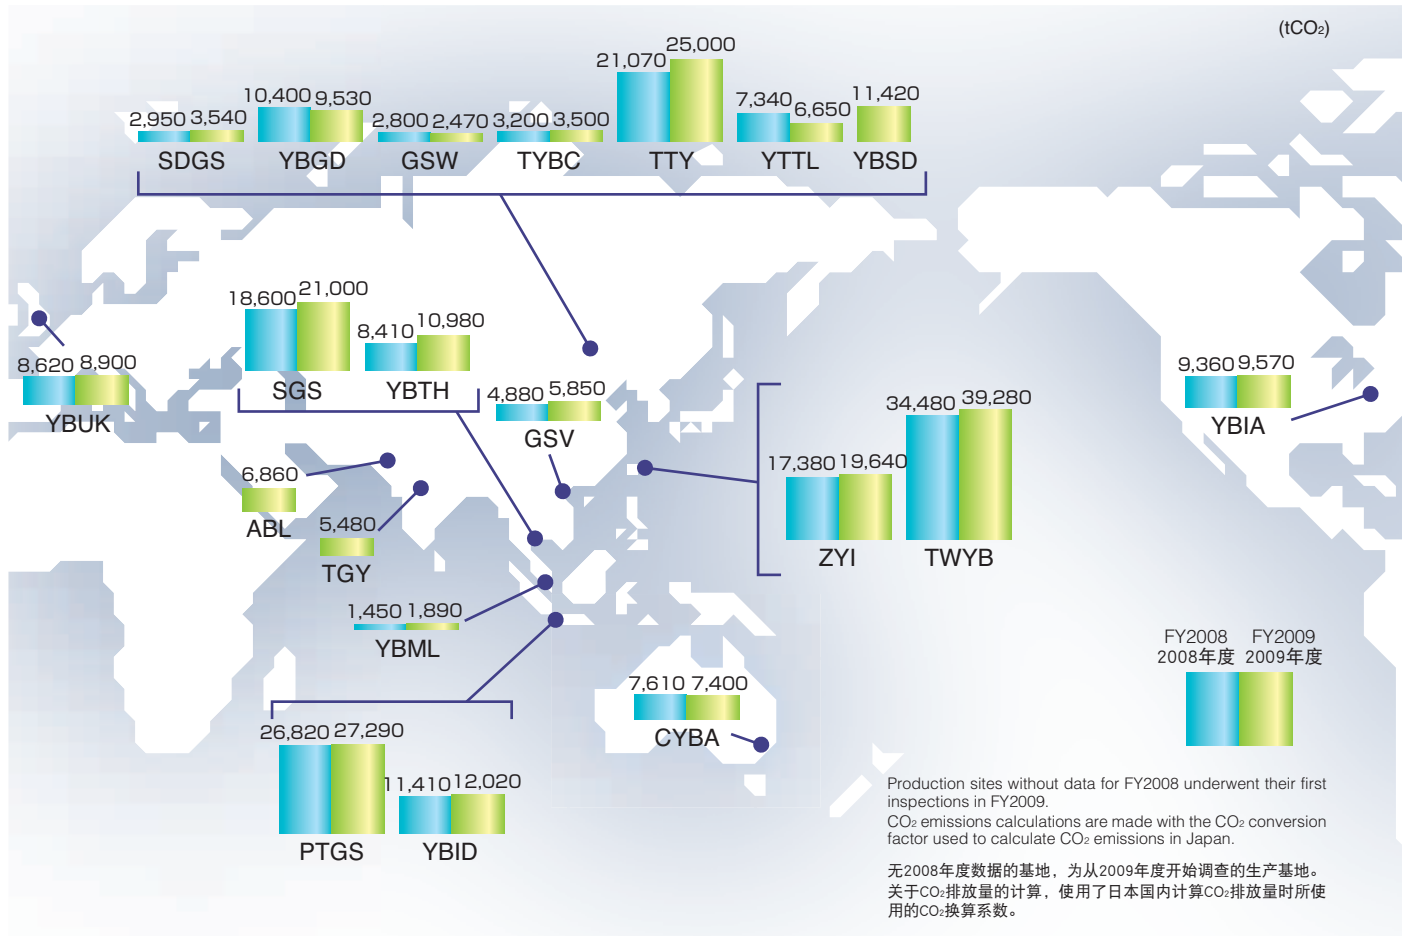 (tCO₂)
2,950 3,540
SDGS
10,400 9,530
YBGD
2,800 2,470
GSW
3,200 3,500
TYBC
21,070 25,000
TTY
7,340 6,650
YTTL
11,420
YBSD
8,620 8,900
YBUK
18,600 21,000
SGS
8,410 10,980
YBTH
4,880 5,850
GSV
9,360 9,570
YBIA
6,860
ABL
5,480
TGY
17,380 19,640
ZYI
34,480 39,280
TWYB
1,450 1,890
YBML
7,610 7,400
CYBA
26,820 27,290
PTGS
11,410 12,020
YBID
FY2008 FY2009
2008年度 2009年度
Production sites without data for FY2008 underwent their first
inspections in FY2009.
CO₂ emissions calculations are made with the CO₂ conversion
factor used to calculate CO₂ emissions in Japan.
无2008年度数据的基地，为从2009年度开始调查的生产基地。
关于CO₂排放量的计算，使用了日本国内计算CO₂排放量时所使
用的CO₂换算系数。